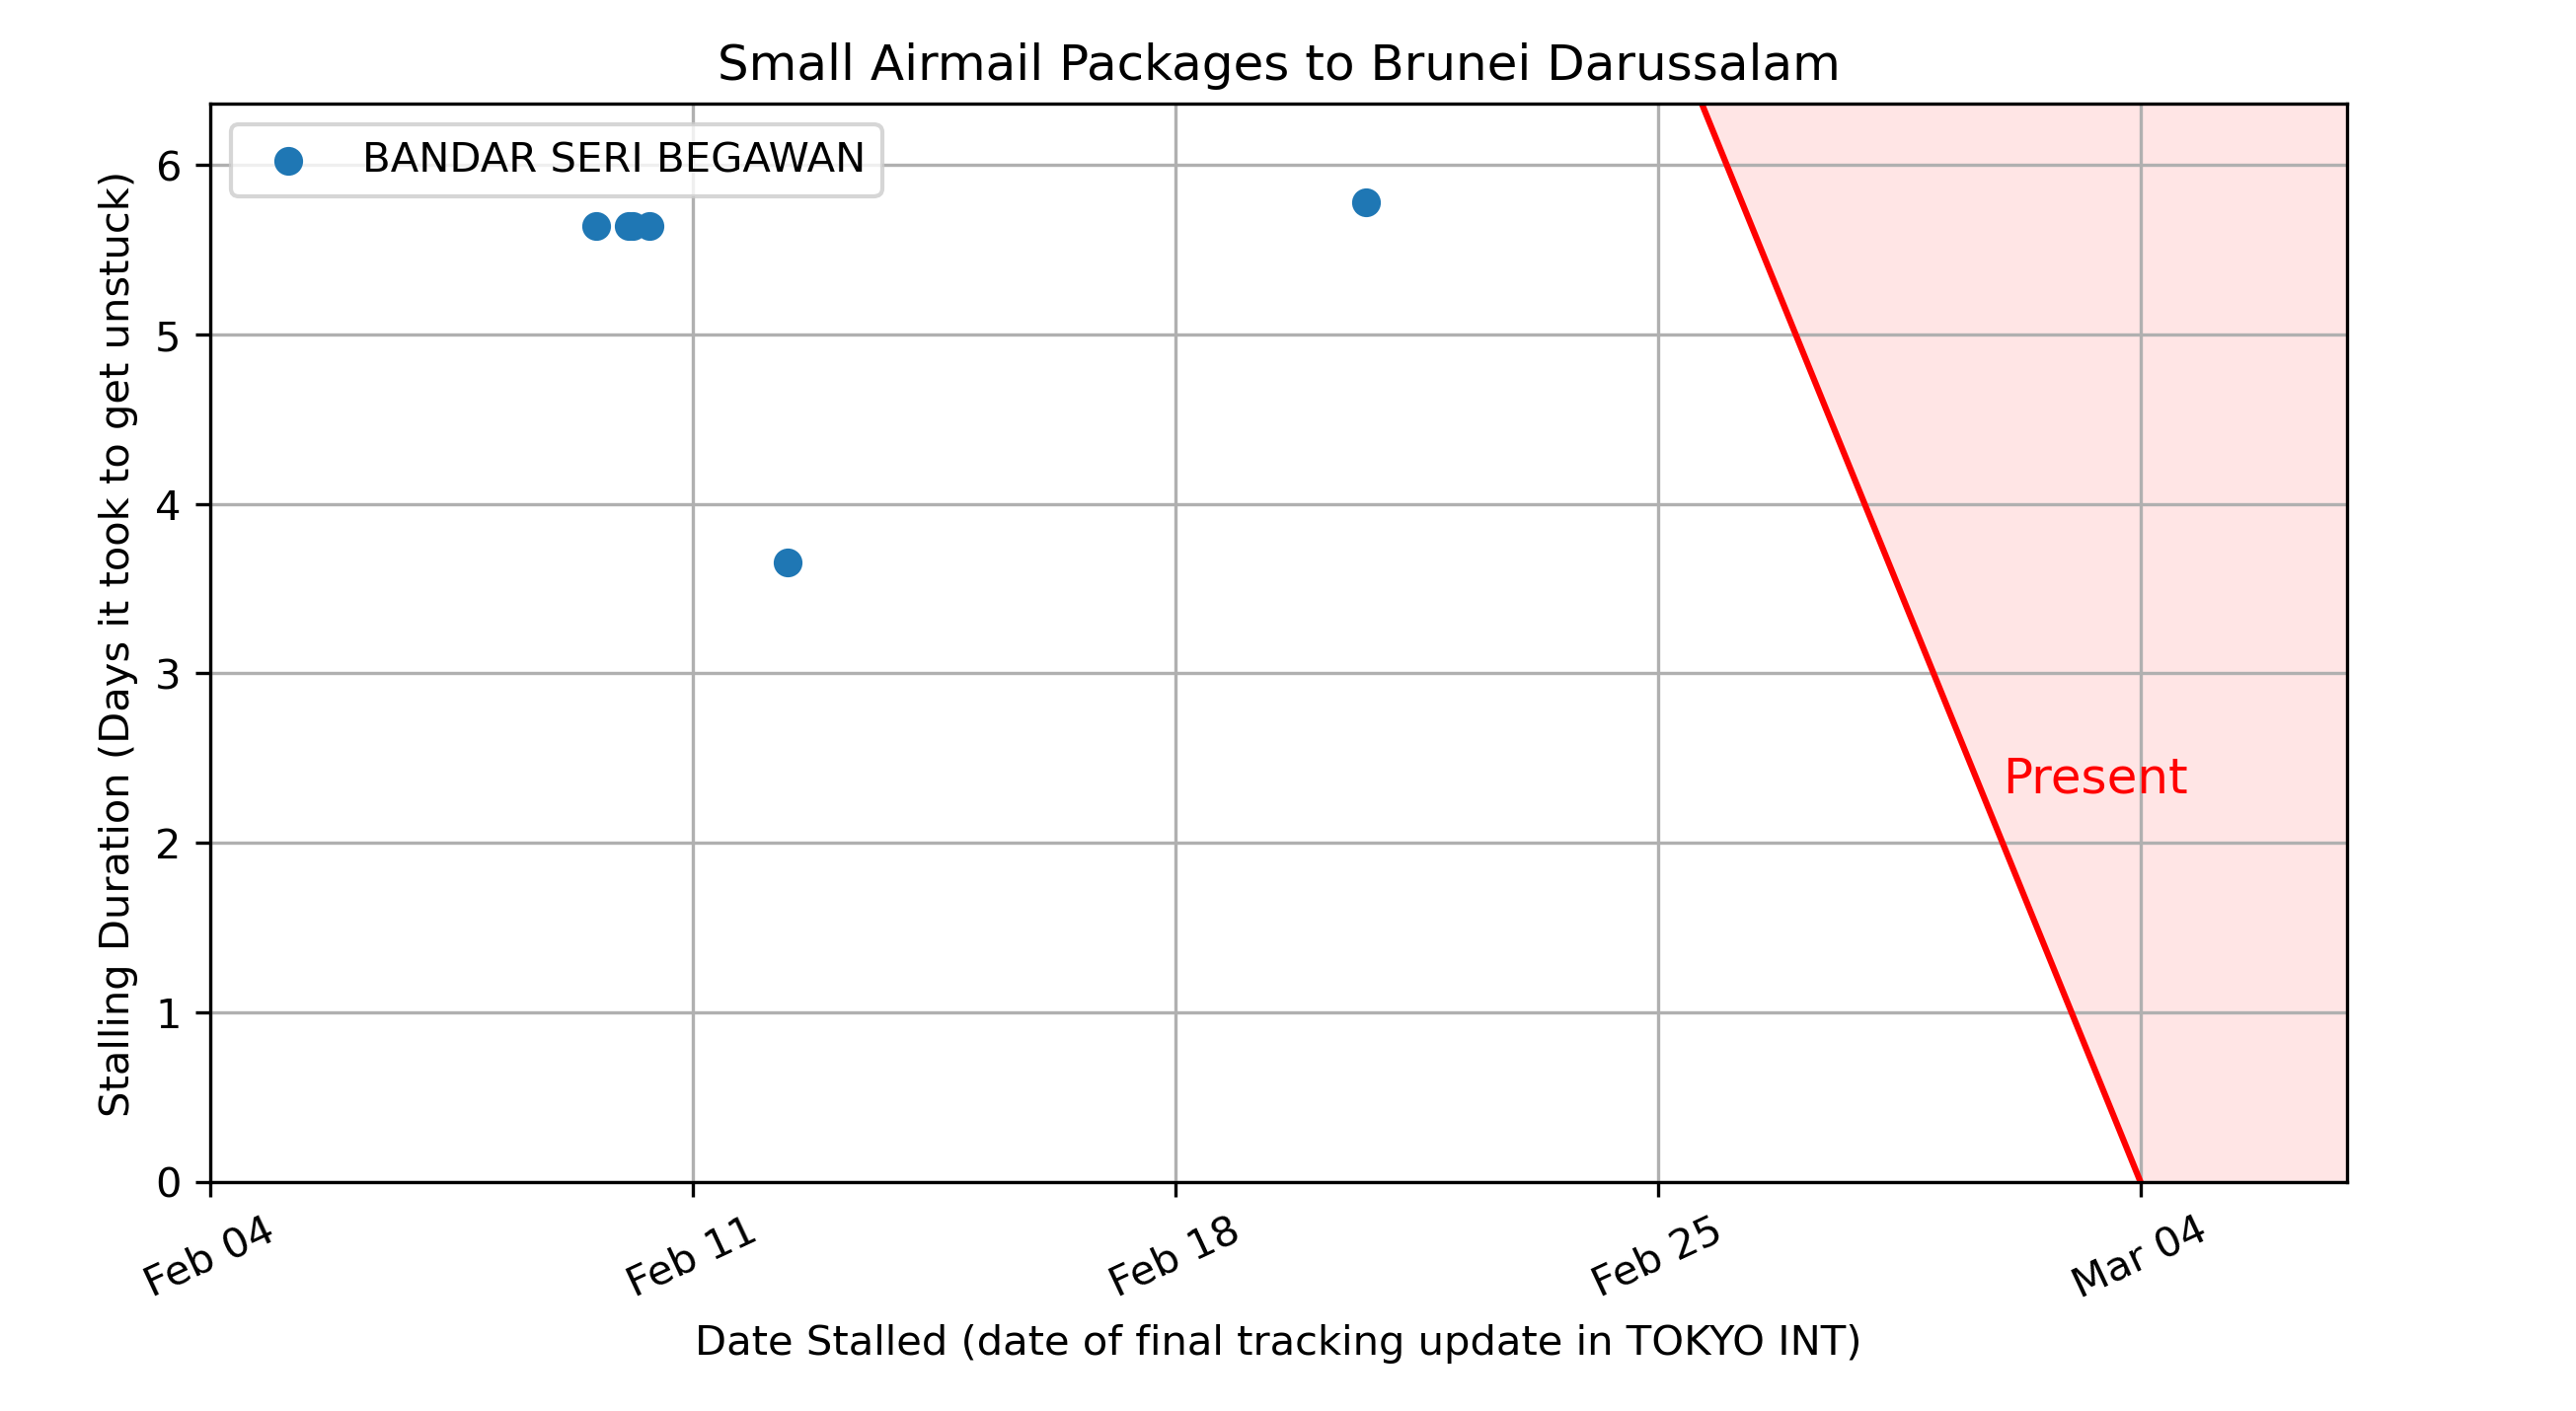 Small Airmail Packages to Brunei Darussalam
BANDAR SERI BEGAWAN
Stalling Duration (Days it took to get unstuck)
6
5
4
3
2
1
0
Present
Feb 04
Feb 11
Feb 18
Feb 25
Mar 04
Date Stalled (date of final tracking update in TOKYO INT)